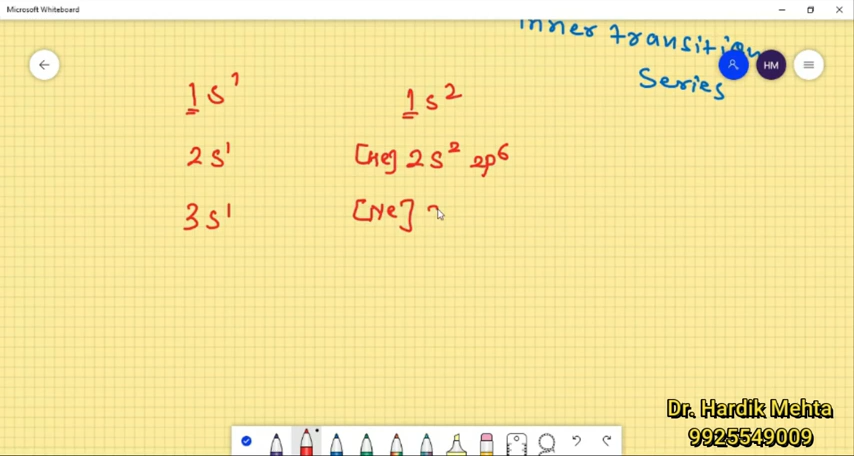 Microsoft Whiteboard
inner transition
Series
HM
1s¹ 1s²
2s¹ [He] 2s² 2p⁶
3s¹ [Ne]
Dr. Hardik Mehta
9925549009